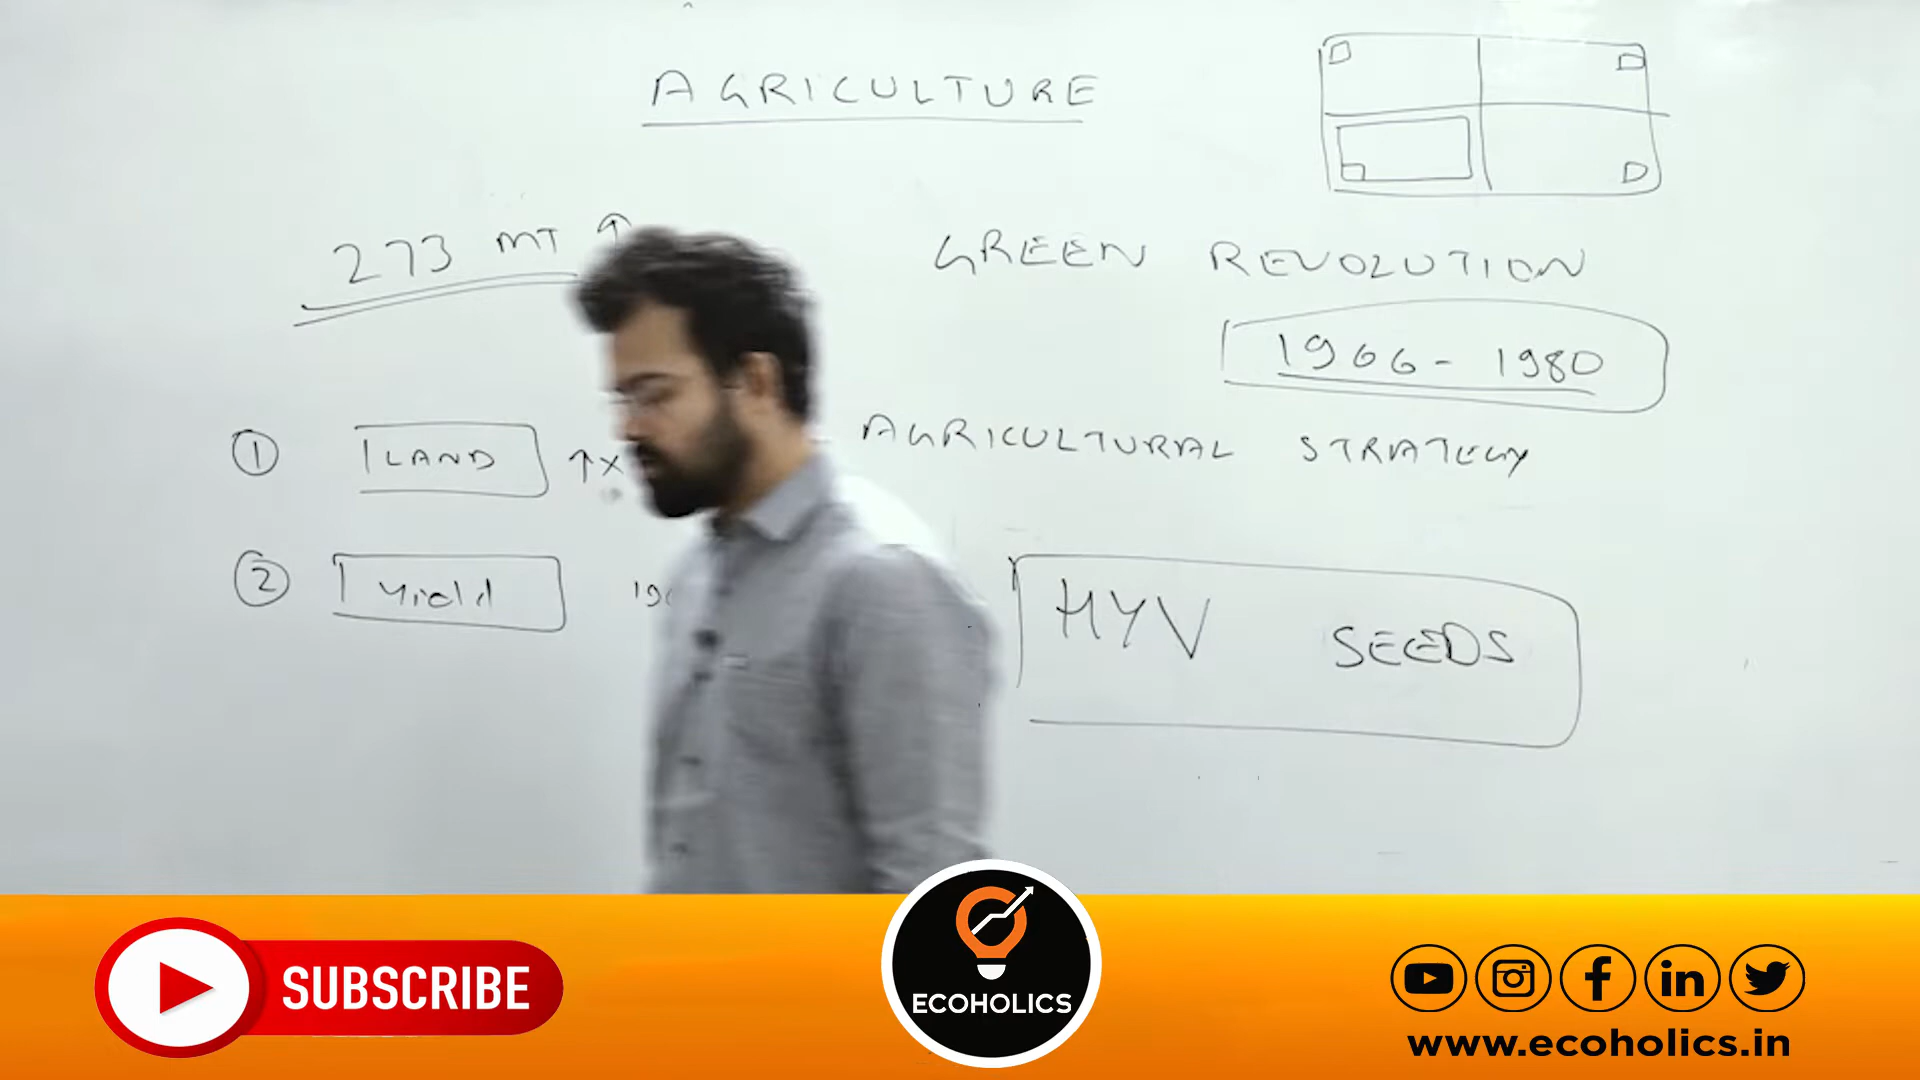 AGRICULTURE
273 MT ↑
GREEN REVOLUTION
1966 - 1980
① LAND ↑ X
AGRICULTURAL STRATEGY
② Yield
HYV SEEDS
SUBSCRIBE
ECOHOLICS
www.ecoholics.in